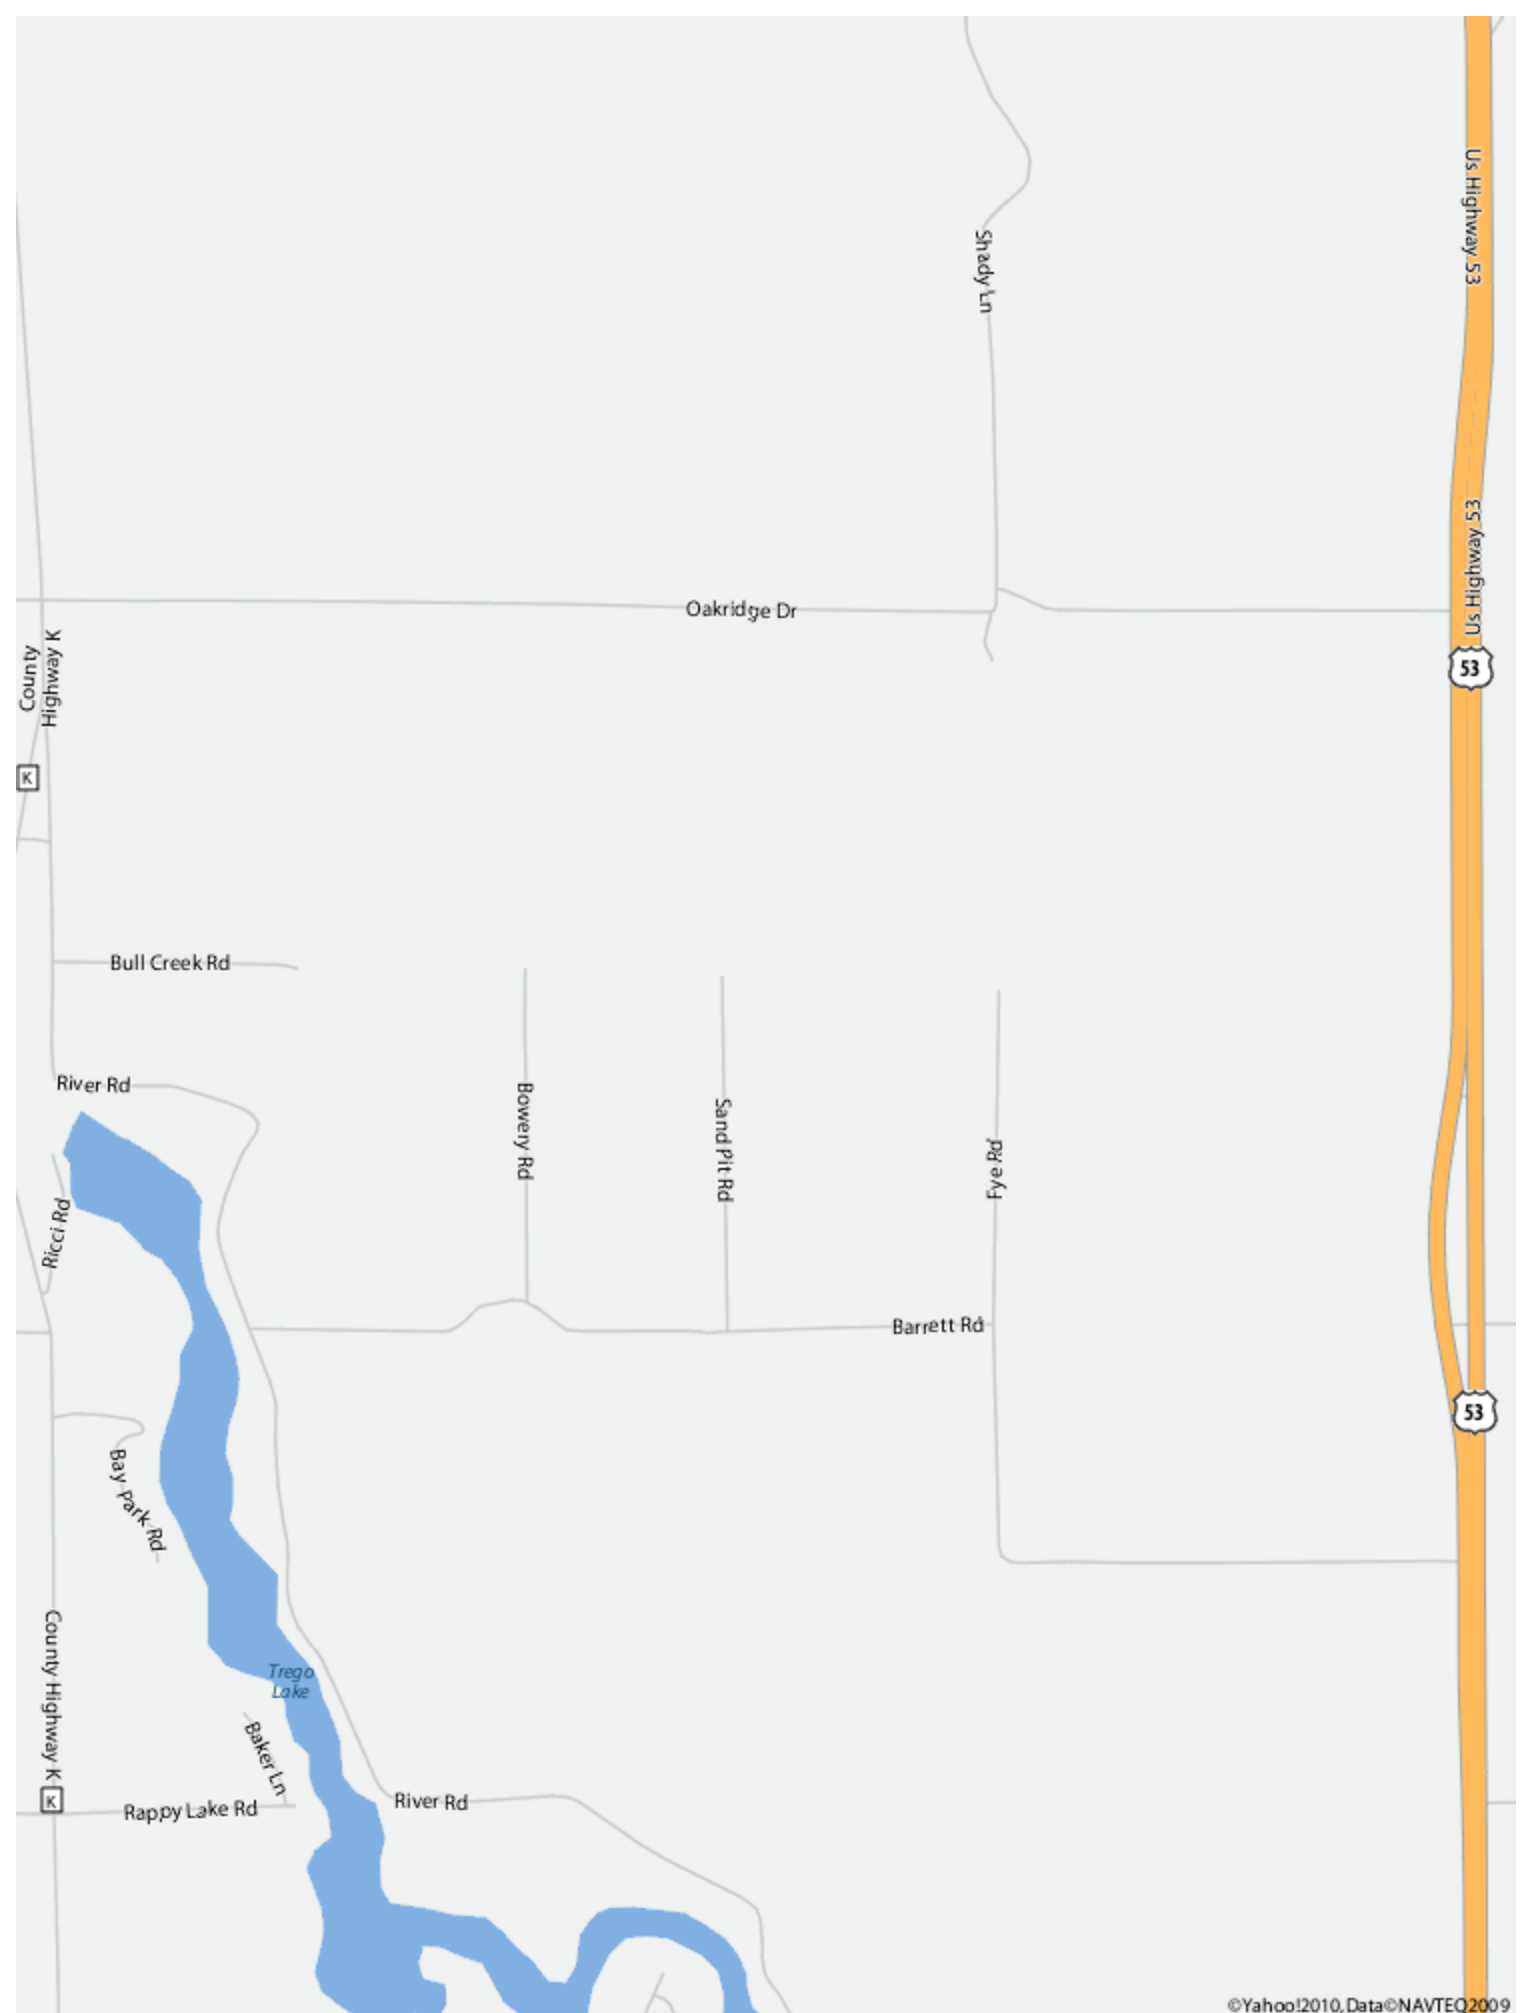 Us Highway 53
Shady Ln
Us Highway 53
Oakridge Dr
County
Highway K
53
K
Bull Creek Rd
River Rd
Bowery Rd
Sand Pit Rd
Fye Rd
Ricci Rd
Barrett Rd
53
Bay Park Rd
County Highway K
Trego
Lake
Baker Ln
K
River Rd
Rappy Lake Rd
©Yahoo!2010,Data©NAVTEQ2009